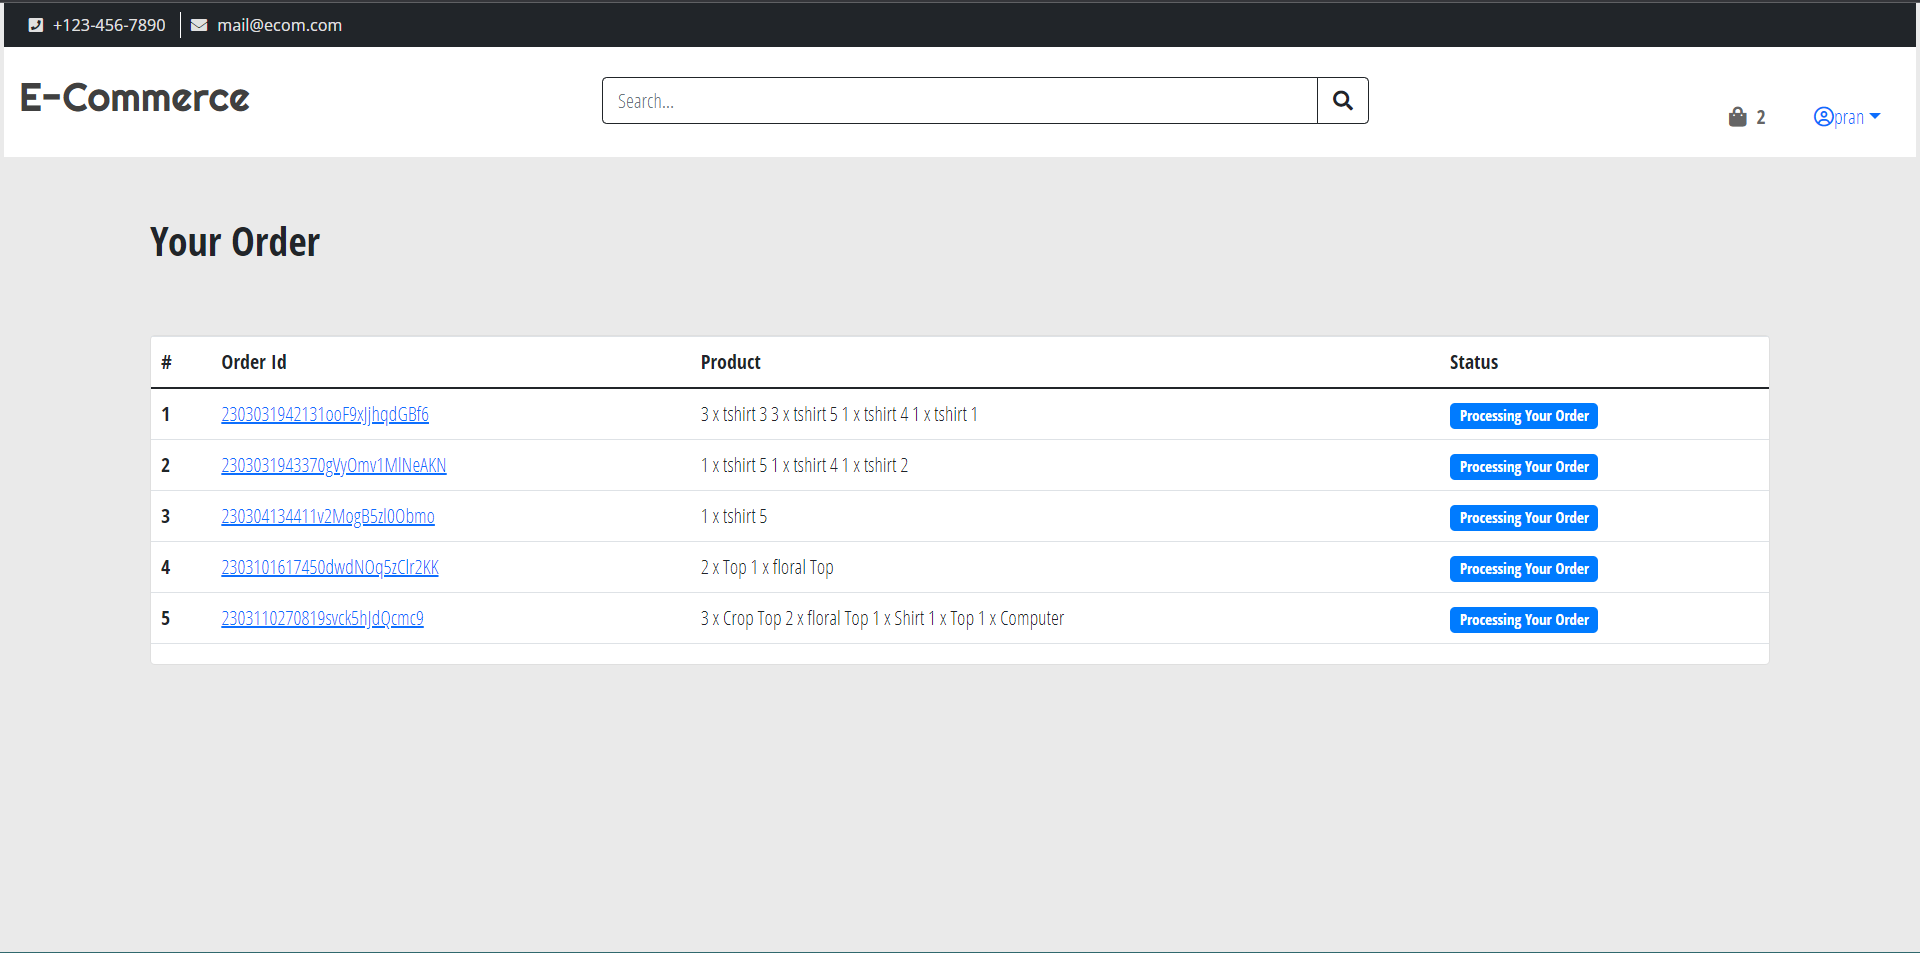 +123-456-7890 mail@ecom.com
E-Commerce
Search...
2 pran
Your Order
# Order Id Product Status
1 2303031942131ooF9xJjhqdGBf6 3 x tshirt 3 3 x tshirt 5 1 x tshirt 4 1 x tshirt 1 Processing Your Order
2 2303031943370gVyOmv1MlNeAKN 1 x tshirt 5 1 x tshirt 4 1 x tshirt 2 Processing Your Order
3 230304134411v2MogB5zl0Obmo 1 x tshirt 5 Processing Your Order
4 2303101617450dwdNOq5zClr2KK 2 x Top 1 x floral Top Processing Your Order
5 2303110270819svck5hJdQcmc9 3 x Crop Top 2 x floral Top 1 x Shirt 1 x Top 1 x Computer Processing Your Order